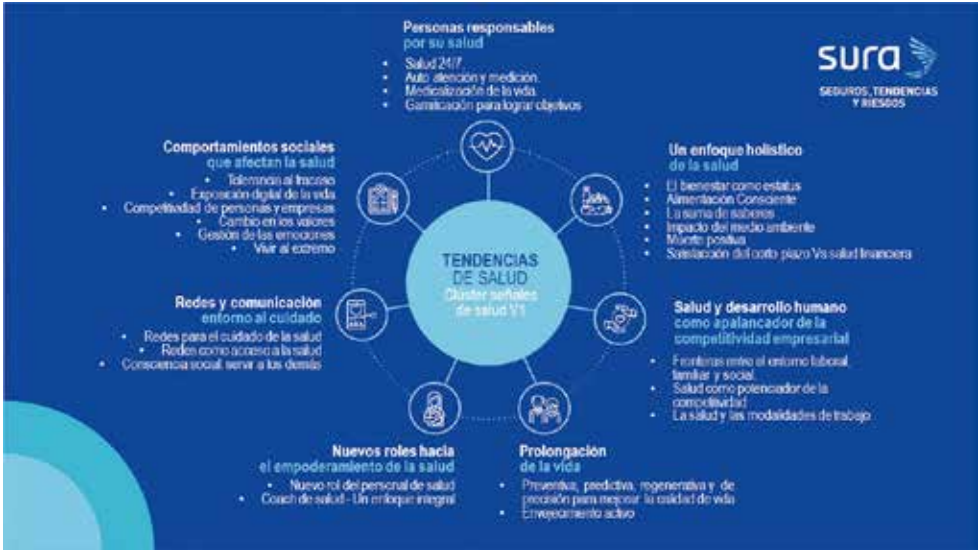 Personas responsables
por su salud
• Salud 24/7.
• Auto atención y medición.
• Medicalización de la vida.
• Gamificación para lograr objetivos
sura
SEGUROS, TENDENCIAS
Y RIESGOS
Comportamientos sociales
que afectan la salud
• Tolerancia al fracaso
• Exposición digital de la vida
• Competitividad de personas y empresas
• Cambio en los valores
• Gestión de las emociones
• Vivir al extremo
Un enfoque holístico
de la salud
• El bienestar como estatus
• Alimentación Consciente
• La suma de saberes
• Impacto del medio ambiente
• Muerte positiva
• Satisfacción del corto plazo Vs salud financiera
TENDENCIAS
DE SALUD
Clúster señales
de salud V1
Redes y comunicación
entorno al cuidado
• Redes para el cuidado de la salud
• Redes como acceso a la salud
• Consciencia social: servir a los demás
Salud y desarrollo humano
como apalancador de la
competitividad empresarial
• Fronteras entre el entorno laboral,
familiar y social.
• Salud como potenciador de la
competitividad
• La salud y las modalidades de trabajo
Nuevos roles hacia
el empoderamiento de la salud
• Nuevo rol del personal de salud
• Coach de salud - Un enfoque integral
Prolongación
de la vida
• Preventiva, predictiva, regenerativa y de
precisión para mejorar la calidad de vida
• Envejecimiento activo